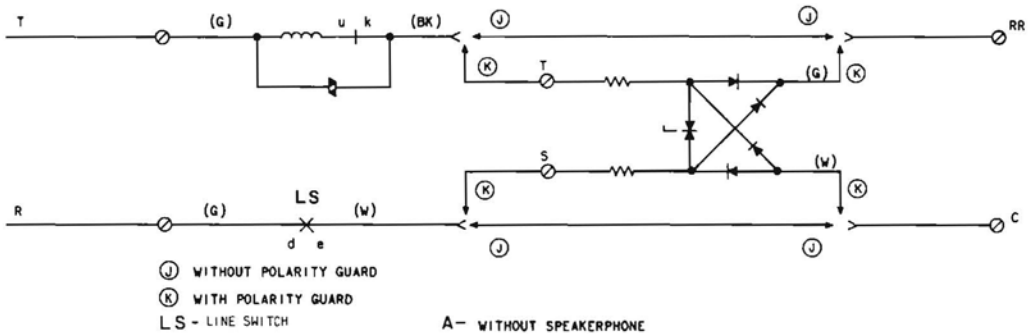 T (G) u k (BK) J J RR
K T (G) K
S (W)
K K
R (G) LS (W) C
d e J J
J WITHOUT POLARITY GUARD
K WITH POLARITY GUARD
LS - LINE SWITCH A- WITHOUT SPEAKERPHONE